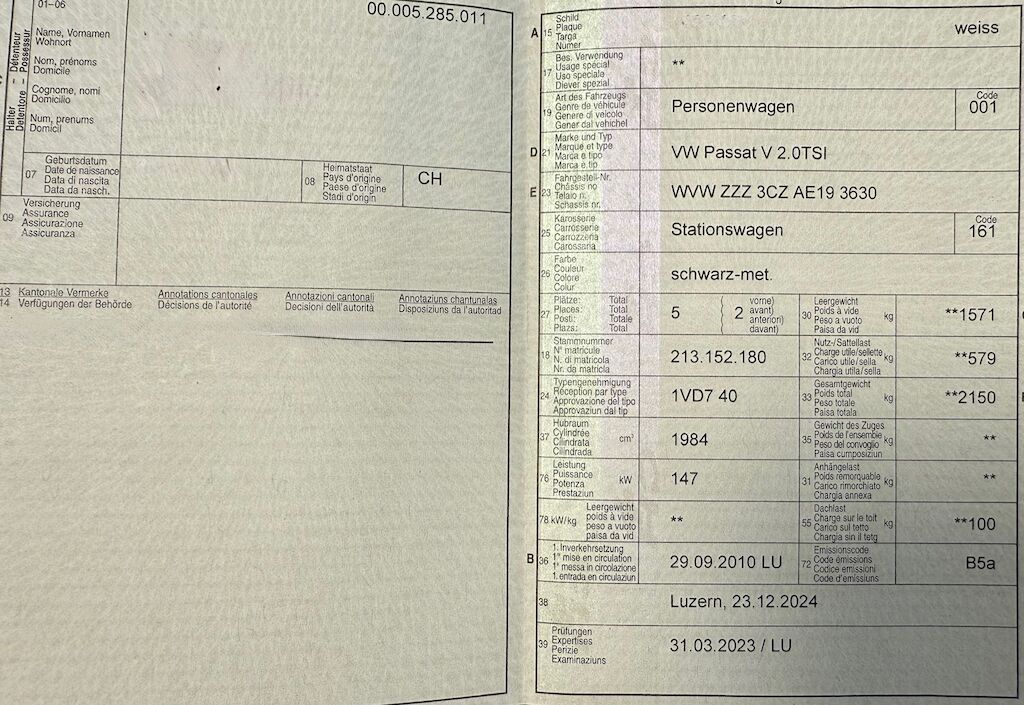 01–06
00.005.285.011
Halter – Détenteur
Detentore – Possessur
Name, Vornamen
Wohnort
Nom, prénoms
Domicile
Cognome, nomi
Domicilio
Num, prenums
Domicil
07
Geburtsdatum
Date de naissance
Data di nascita
Data da nasch.
08
Heimatstaat
Pays d'origine
Paese d'origine
Stadi d'origin
CH
09
Versicherung
Assurance
Assicurazione
Assicuranza
13 Kantonale Vermerke
14 Verfügungen der Behörde
Annotations cantonales
Décisions de l'autorité
Annotazioni cantonali
Decisioni dell'autorità
Annotaziuns chantunalas
Disposiziuns da l'autoritad
A 15
Schild
Plaque
Targa
Numer
weiss
17
Bes. Verwendung
Usage spécial
Uso speciale
Diever spezial
**
19
Art des Fahrzeugs
Genre de véhicule
Genere di veicolo
Gener dal vehichel
Personenwagen
Code
001
D 21
Marke und Typ
Marque et type
Marca e tipo
Marca e tip
VW Passat V 2.0TSI
E 23
Fahrgestell-Nr.
Châssis no
Telaio n.
Schassis nr.
WVW ZZZ 3CZ AE19 3630
25
Karosserie
Carrosserie
Carrozzeria
Carossaria
Stationswagen
Code
161
26
Farbe
Couleur
Colore
Colur
schwarz-met.
27
Plätze: Total
Places: Total
Posti: Totale
Plaza: Total
5 ( 2
vorne)
avant)
anteriori)
davant)
30
Leergewicht
Poids à vide
Peso a vuoto
Paisa da vid
kg
**1571
18
Stammnummer
N° matricule
N. di matricola
Nr. da matricla
213.152.180
32
Nutz-/Sattellast
Charge utile/sellette
Carico utile/sella
Chargia utila/sella
kg
**579
24
Typengenehmigung
Réception par type
Approvazione del tipo
Approvaziun dal tip
1VD7 40
33
Gesamtgewicht
Poids total
Peso totale
Paisa totala
kg
**2150
37
Hubraum
Cylindrée
Cilindrata
Cilindrada
cm³
1984
35
Gewicht des Zuges
Poids de l'ensemble
Peso del convoglio
Paisa cumposiziun
kg
**
76
Leistung
Puissance
Potenza
Prestaziun
kW
147
31
Anhängelast
Poids remorquable
Carico rimorchiato
Chargia annexa
kg
**
78 kW/kg
Leergewicht
poids à vide
peso a vuoto
paisa da vid
**
55
Dachlast
Charge sur le toit
Carico sul tetto
Chargia sin il tetg
kg
**100
B 36
1. Inverkehrsetzung
1re mise en circulation
1a messa in circolazione
1. entrada en circulaziun
29.09.2010 LU
72
Emissionscode
Code émissions
Codice emissioni
Code d'emissiuns
B5a
38
Luzern, 23.12.2024
39
Prüfungen
Expertises
Perizie
Examinaziuns
31.03.2023 / LU